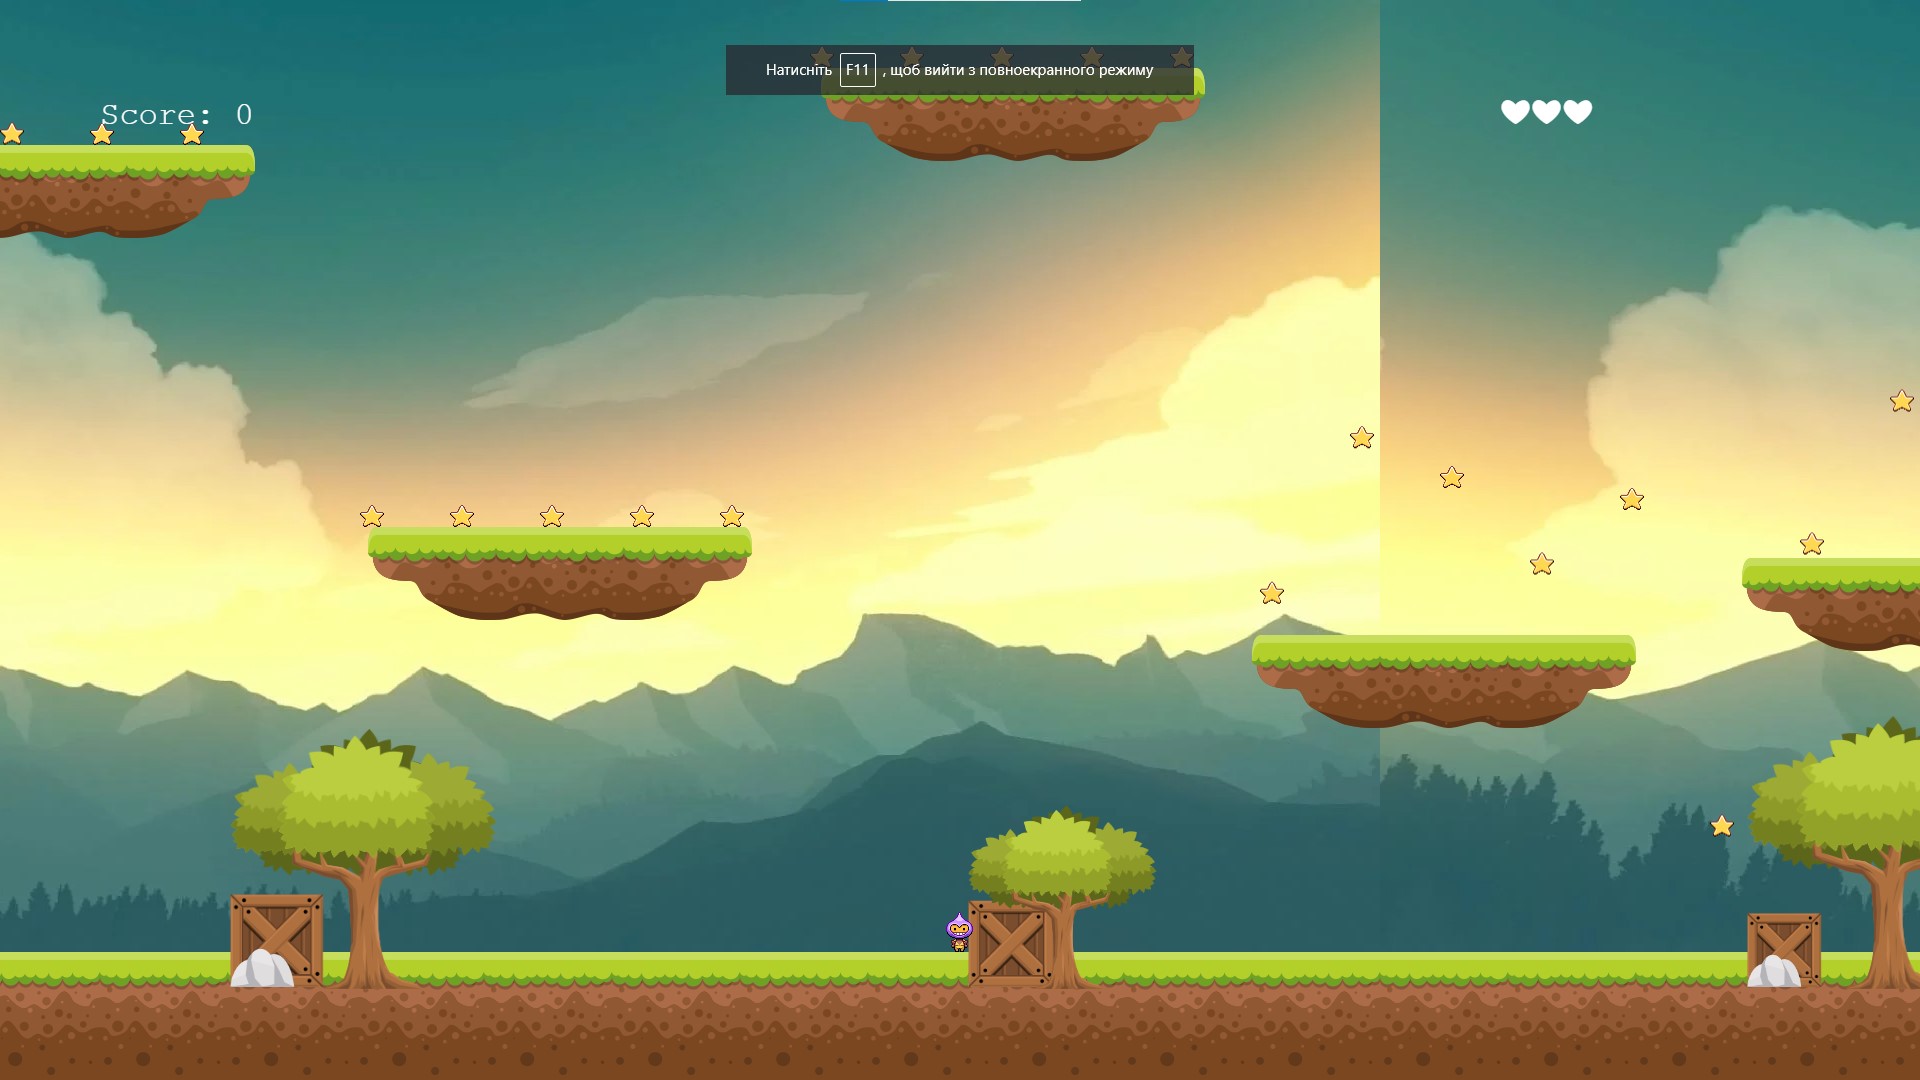 Натисніть F11 , щоб вийти з повноекранного режиму
Score: 0